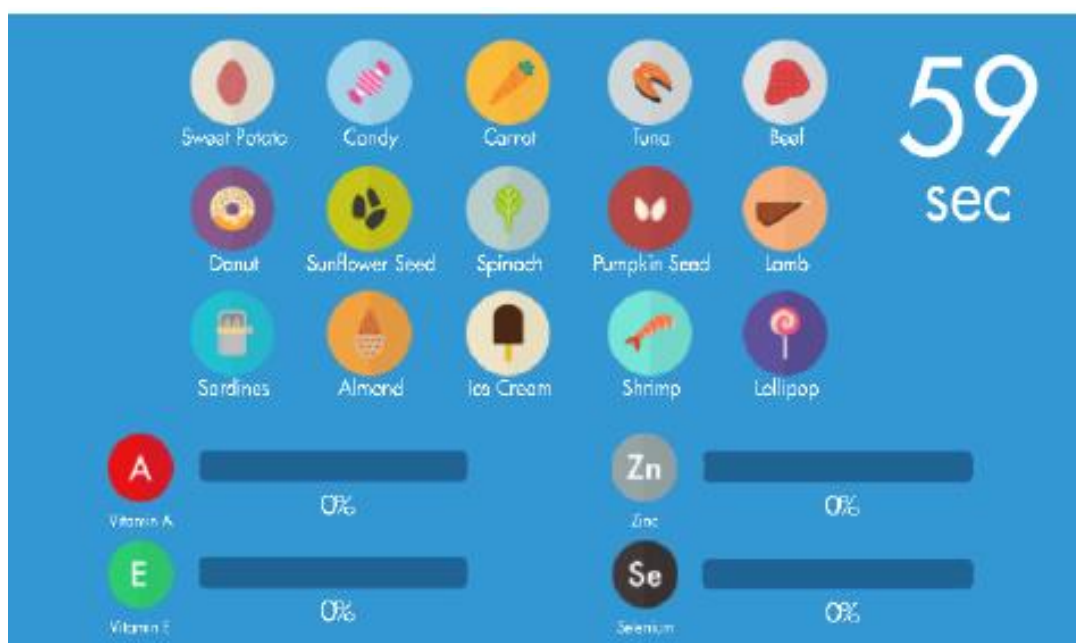 Sweet Potato Candy Carrot Tuna Beef
59
sec
Donut Sunflower Seed Spinach Pumpkin Seed Lamb
Sardines Almond Ice Cream Shrimp Lollipop
A
Vitamin A
0%
Zn
Zinc
0%
E
Vitamin E
0%
Se
Selenium
0%